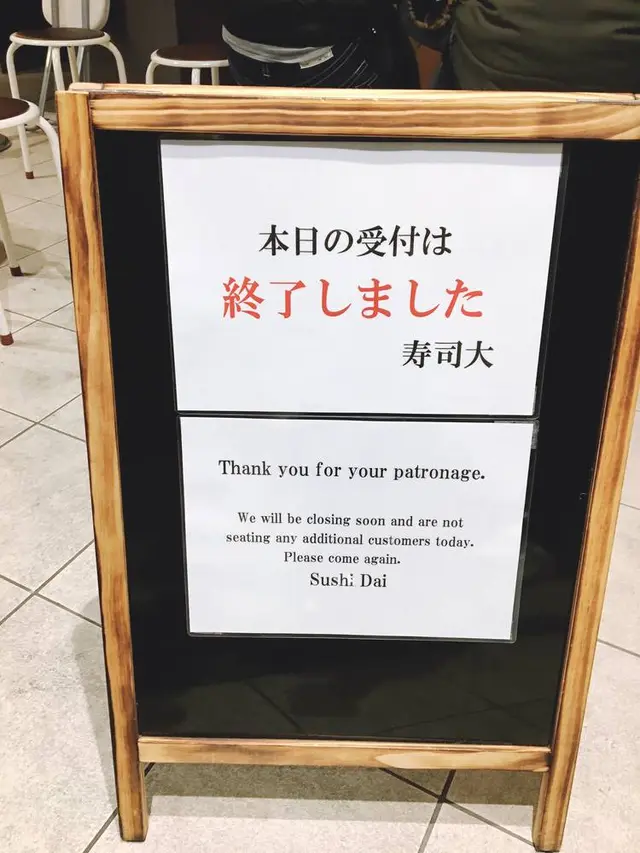 本日の受付は
終了しました
寿司大
Thank you for your patronage.
We will be closing soon and are not
seating any additional customers today.
Please come again.
Sushi Dai